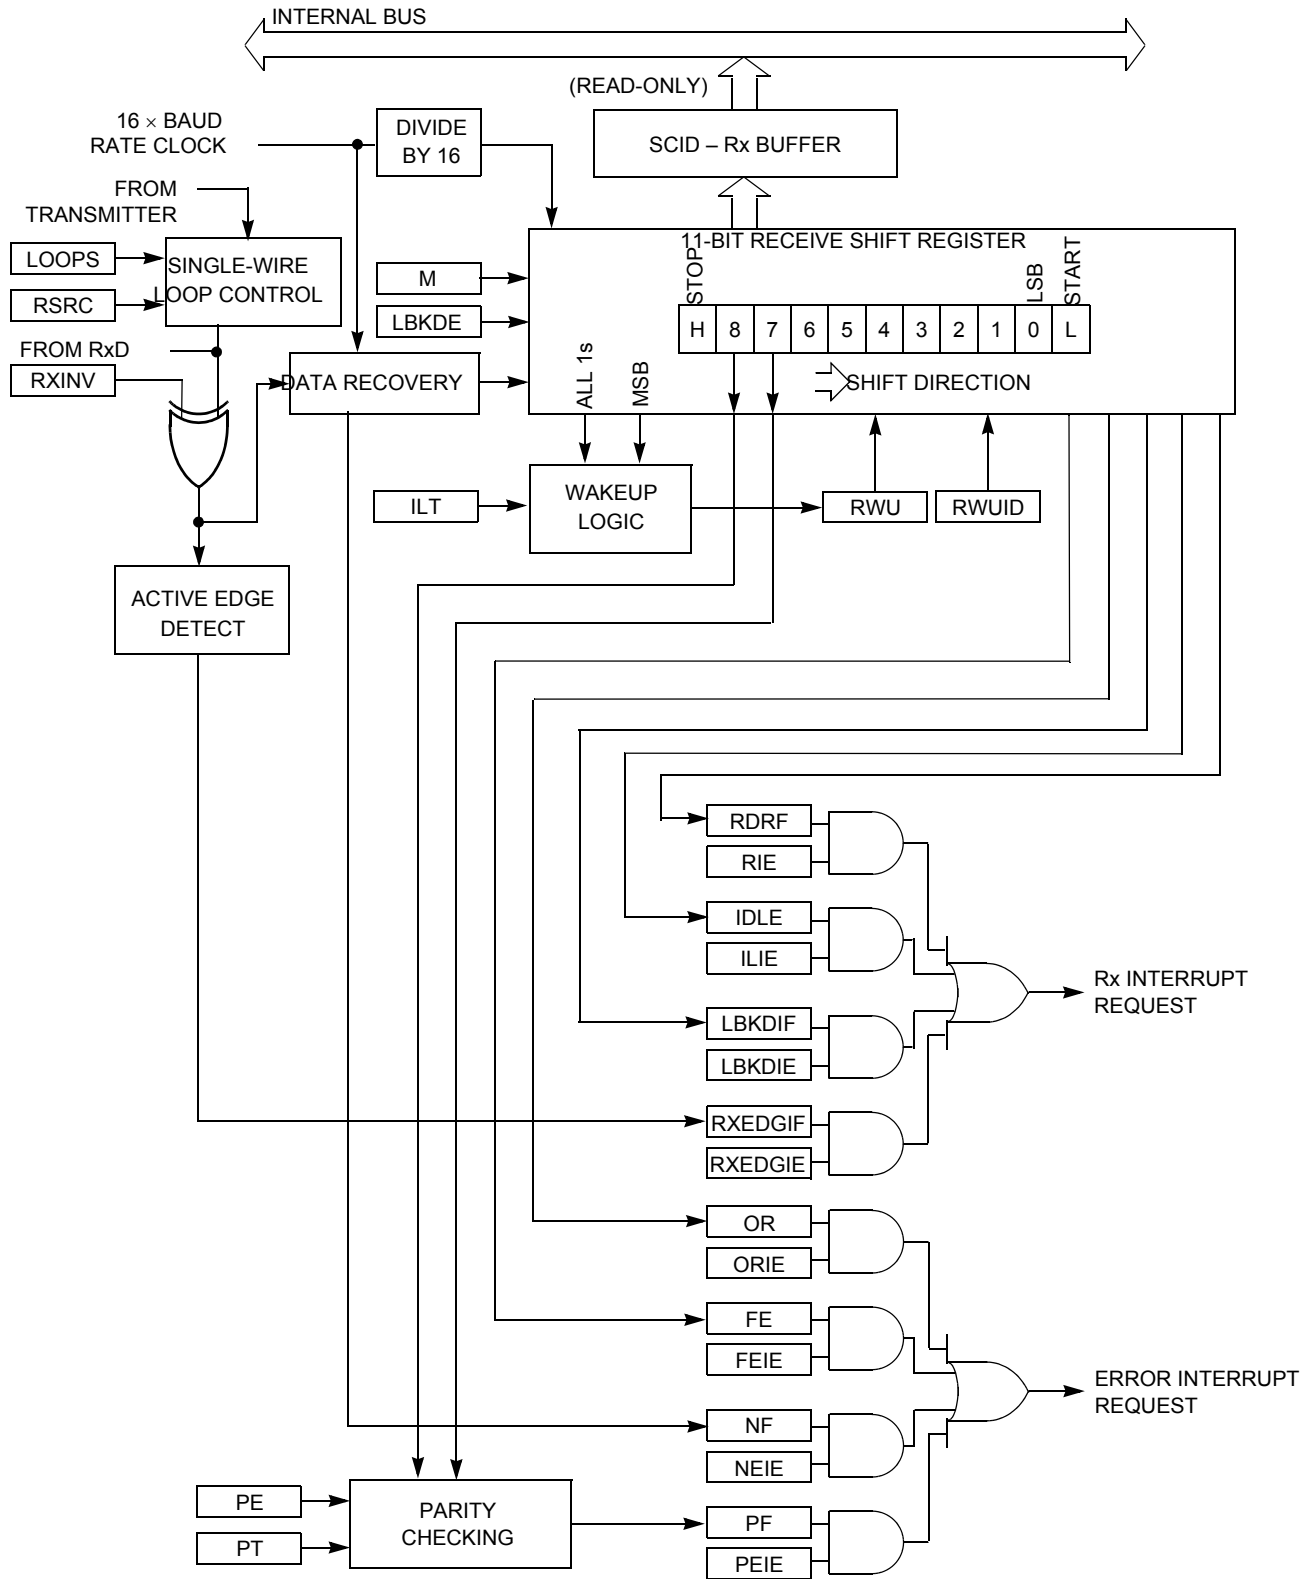 INTERNAL BUS
(READ-ONLY)
16 × BAUD
RATE CLOCK
DIVIDE
BY 16
SCID – Rx BUFFER
FROM
TRANSMITTER
LOOPS
RSRC
SINGLE-WIRE
LOOP CONTROL
11-BIT RECEIVE SHIFT REGISTER
STOP
LSB
START
M
LBKDE
H 8 7 6 5 4 3 2 1 0 L
FROM RxD
RXINV
DATA RECOVERY
ALL 1s
MSB
SHIFT DIRECTION
ILT
WAKEUP
LOGIC
RWU
RWUID
ACTIVE EDGE
DETECT
RDRF
RIE
IDLE
ILIE
Rx INTERRUPT
REQUEST
LBKDIF
LBKDIE
RXEDGIF
RXEDGIE
OR
ORIE
FE
FEIE
ERROR INTERRUPT
REQUEST
NF
NEIE
PE
PT
PARITY
CHECKING
PF
PEIE